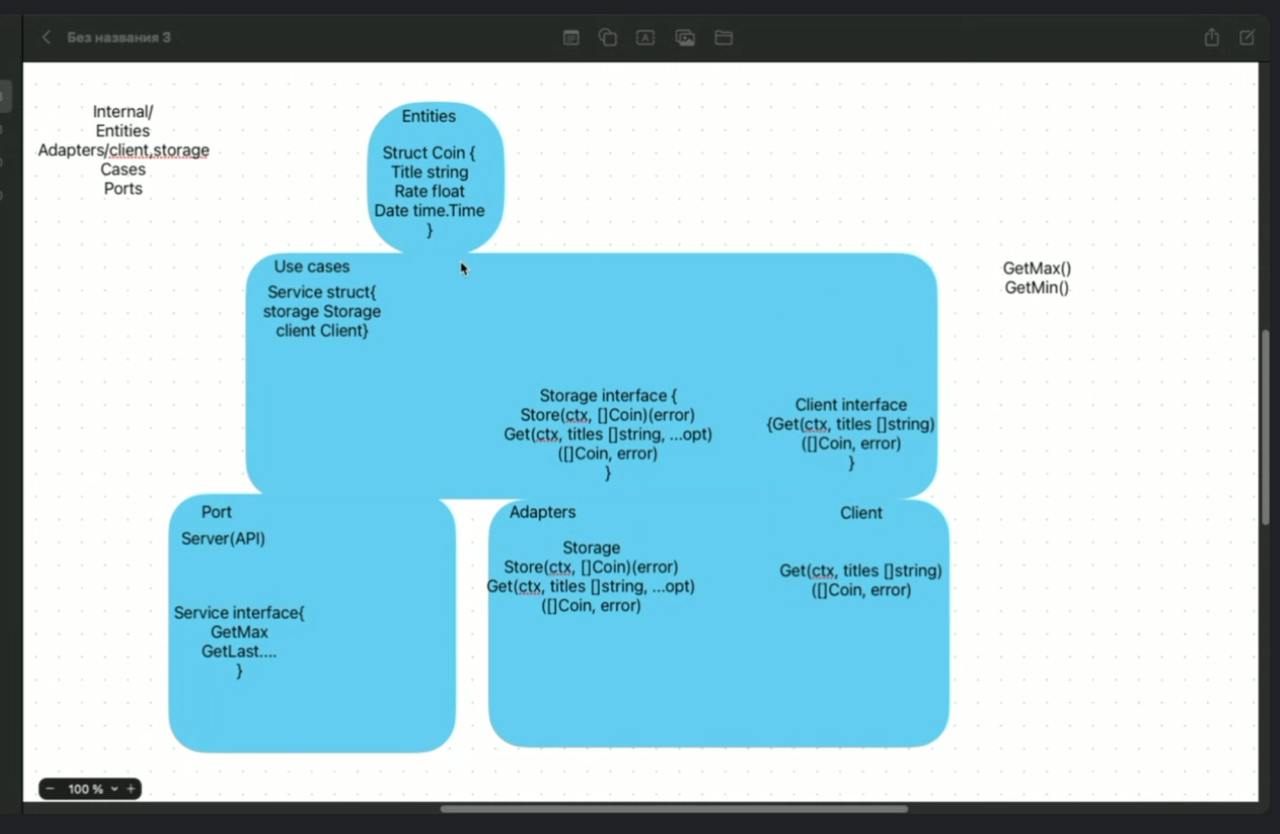 Без названия 3
Internal/
Entities
Adapters/client,storage
Cases
Ports
Entities
Struct Coin {
Title string
Rate float
Date time.Time
}
Use cases
Service struct{
storage Storage
client Client}
Storage interface {
Store(ctx, []Coin)(error)
Get(ctx, titles []string, ...opt)
([]Coin, error)
}
Client interface
{Get(ctx, titles []string)
([]Coin, error)
}
GetMax()
GetMin()
Port
Server(API)
Service interface{
GetMax
GetLast....
}
Adapters
Storage
Store(ctx, []Coin)(error)
Get(ctx, titles []string, ...opt)
([]Coin, error)
Client
Get(ctx, titles []string)
([]Coin, error)
100 %